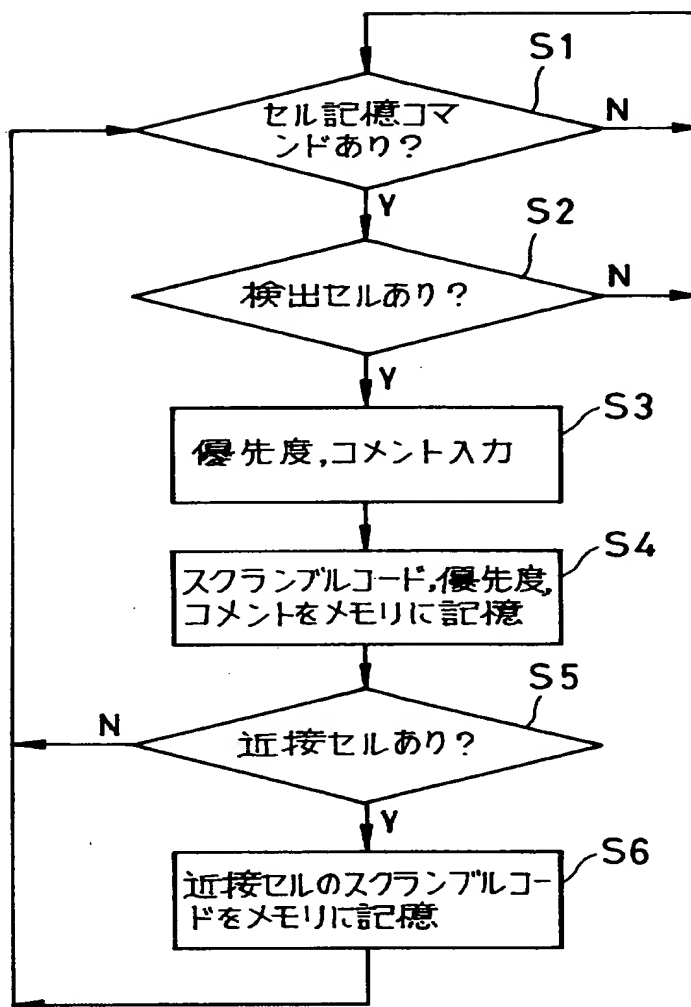 S1
セル記憶コマ
ンドあり?
N
Y
S2
検出セルあり?
N
Y
S3
優先度,コメント入力
S4
スクランブルコード,優先度,
コメントをメモリに記憶
S5
N
近接セルあり?
Y
S6
近接セルのスクランブルコー
ドをメモリに記憶